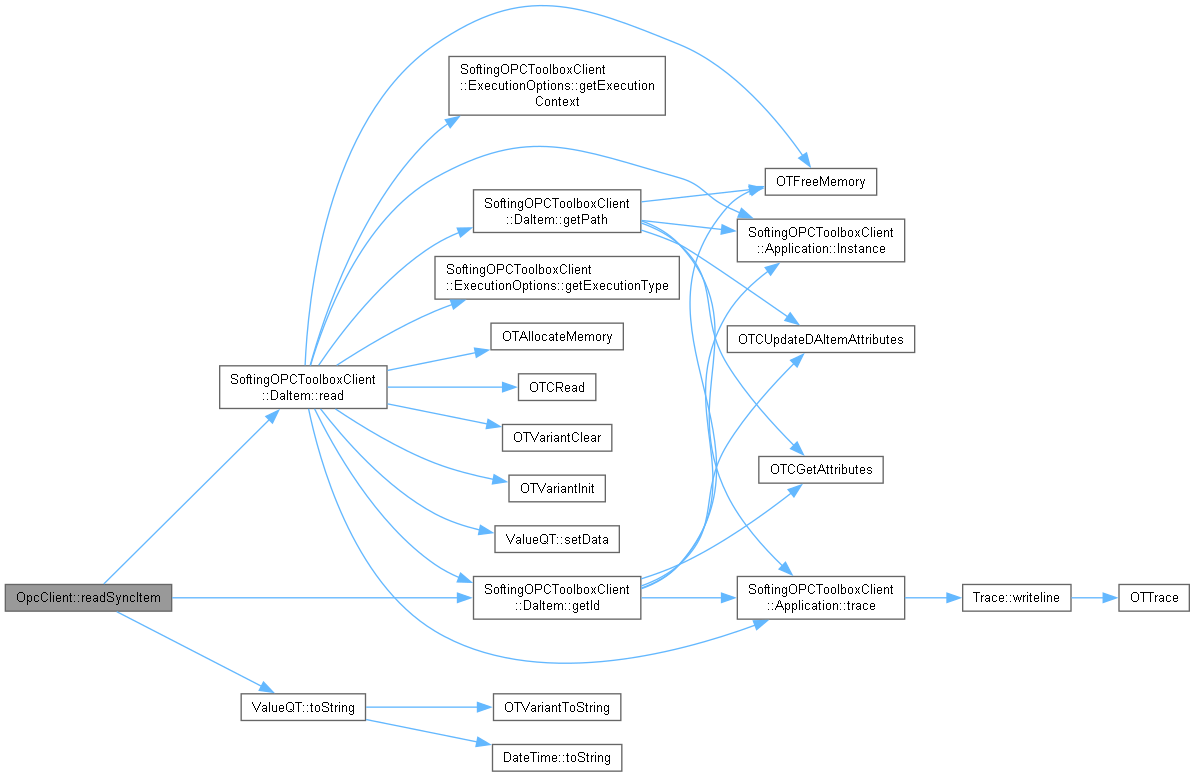 SoftingOPCToolboxClient
::ExecutionOptions::getExecution
Context
OTFreeMemory
SoftingOPCToolboxClient
::DaItem::getPath
SoftingOPCToolboxClient
::Application::Instance
SoftingOPCToolboxClient
::ExecutionOptions::getExecutionType
OTAllocateMemory
OTCUpdateDAItemAttributes
SoftingOPCToolboxClient
::DaItem::read
OTCRead
OTVariantClear
OTCGetAttributes
OTVariantInit
ValueQT::setData
OpcClient::readSyncItem
SoftingOPCToolboxClient
::DaItem::getId
SoftingOPCToolboxClient
::Application::trace
Trace::writeline
OTTrace
ValueQT::toString
OTVariantToString
DateTime::toString